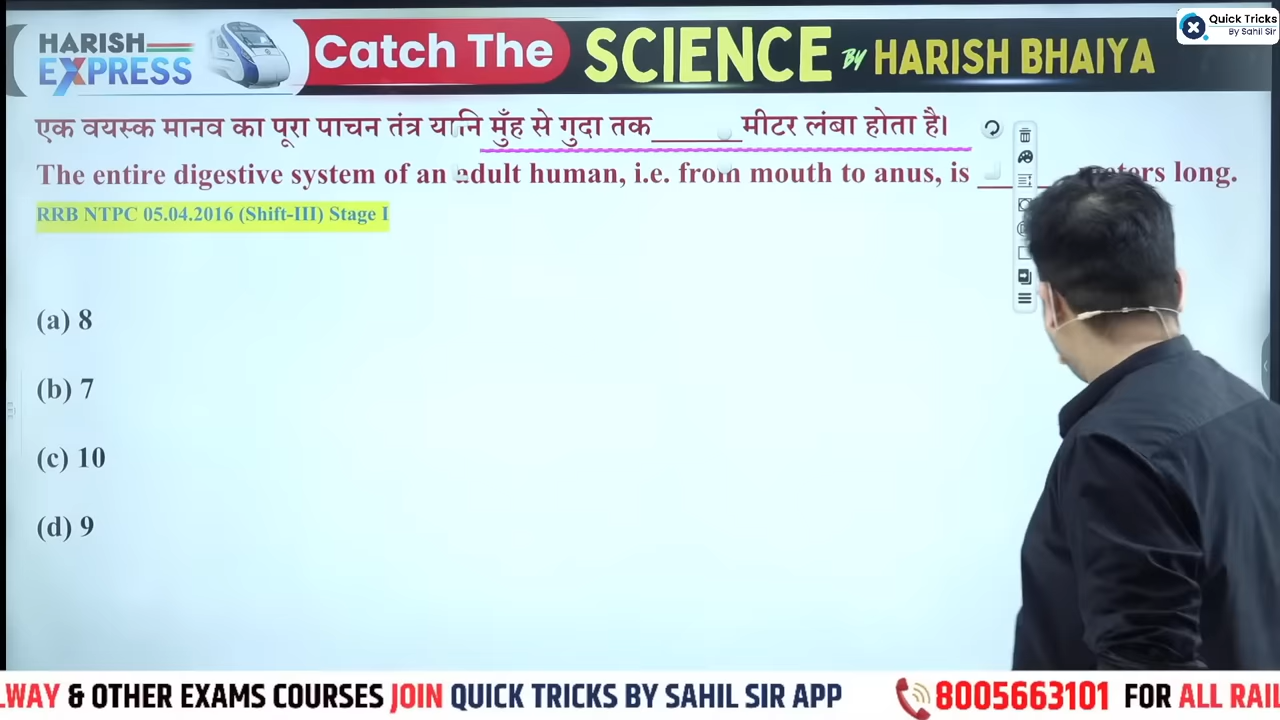 HARISH
EXPRESS
Catch The SCIENCE BY HARISH BHAIYA
Quick Tricks
By Sahil Sir
एक वयस्क मानव का पूरा पाचन तंत्र यानि मुँह से गुदा तक______मीटर लंबा होता है।
The entire digestive system of an adult human, i.e. from mouth to anus, is ______ long.
RRB NTPC 05.04.2016 (Shift-III) Stage I
(a) 8
(b) 7
(c) 10
(d) 9
LWAY & OTHER EXAMS COURSES JOIN QUICK TRICKS BY SAHIL SIR APP 8005663101 FOR ALL RAIL